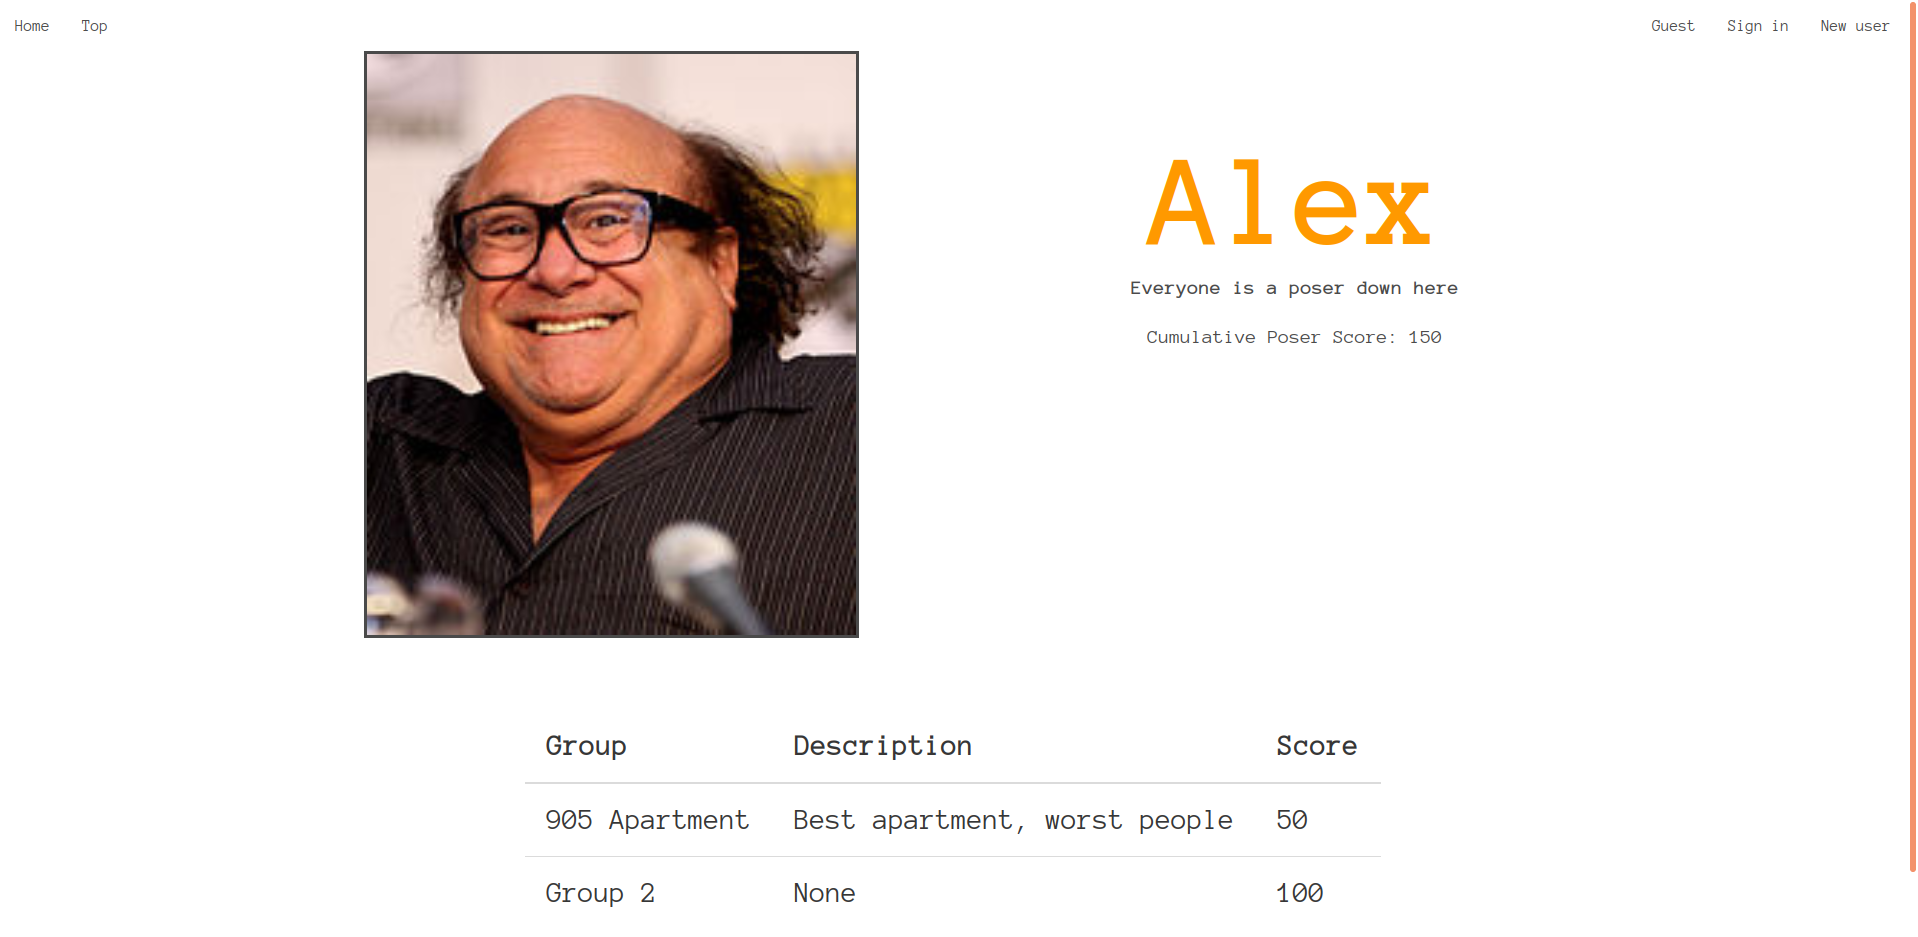 Home Top Guest Sign in New user
Alex
Everyone is a poser down here
Cumulative Poser Score: 150
Group Description Score
905 Apartment Best apartment, worst people 50
Group 2 None 100